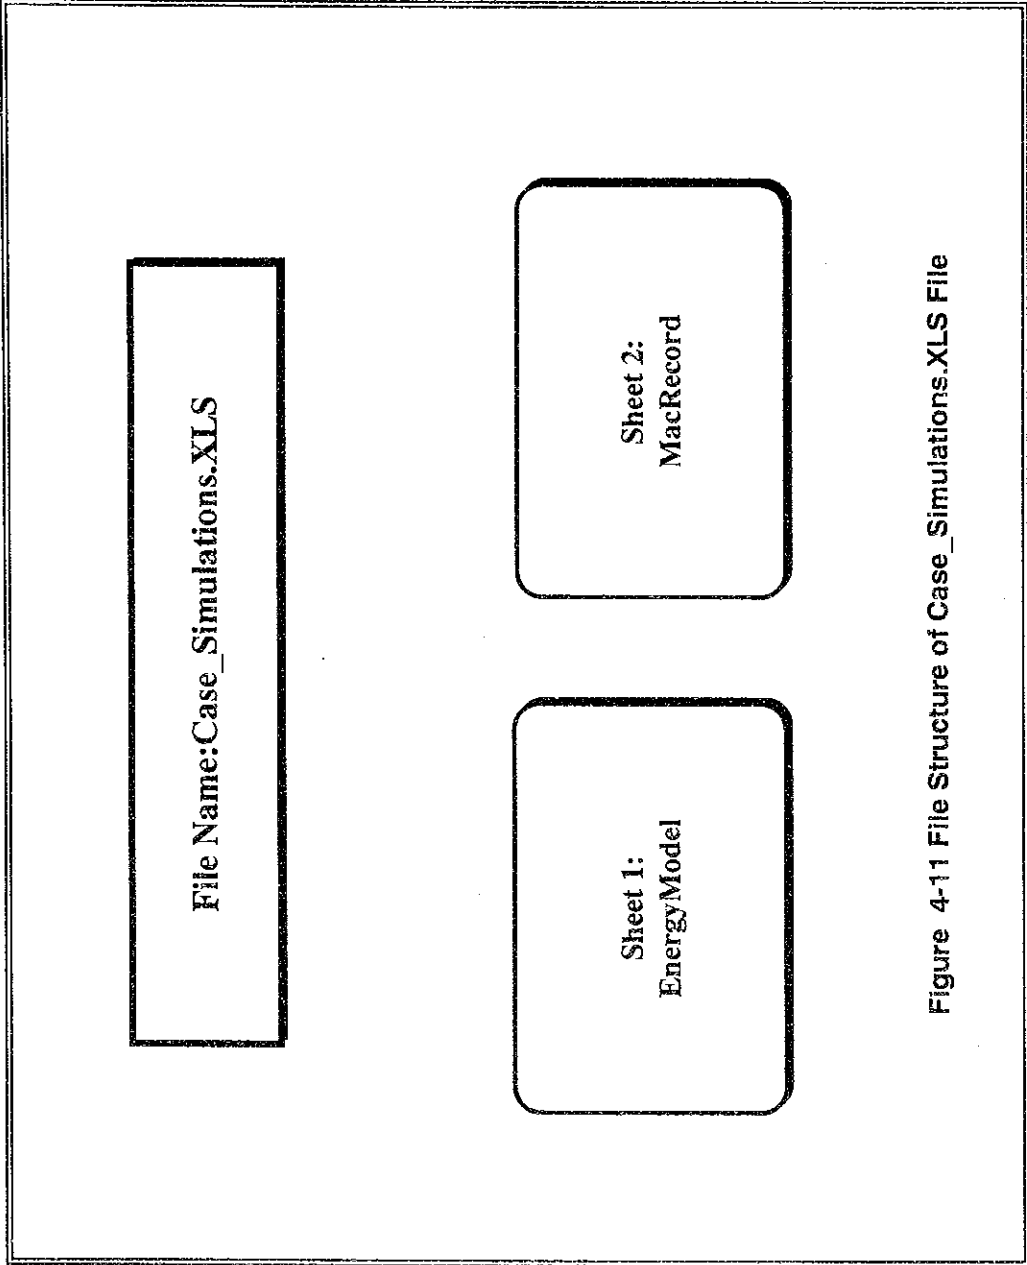 File Name:Case_Simulations.XLS
Sheet 1:
EnergyModel
Sheet 2:
MacRecord
Figure 4-11 File Structure of Case_Simulations.XLS File